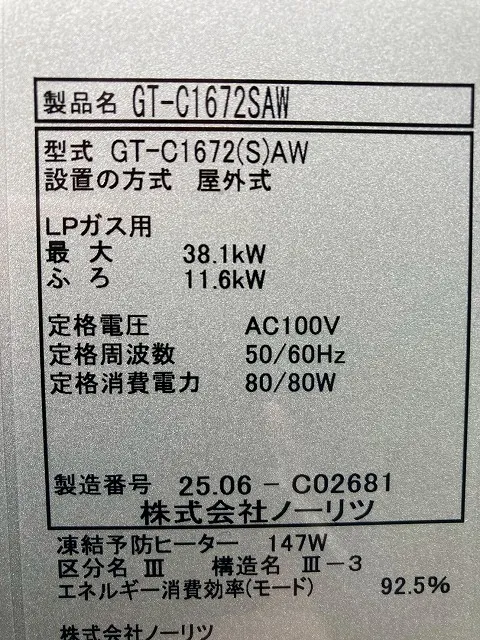 製品名 GT-C1672SAW
型式 GT-C1672(S)AW
設置の方式 屋外式
LPガス用
最 大 38.1kW
ふ ろ 11.6kW
定格電圧 AC100V
定格周波数 50/60Hz
定格消費電力 80/80W
製造番号 25.06 - C02681
株式会社ノーリツ
凍結予防ヒーター 147W
区分名 Ⅲ 構造名 Ⅲ-3
エネルギー消費効率(モード) 92.5%
株式会社ノーリツ